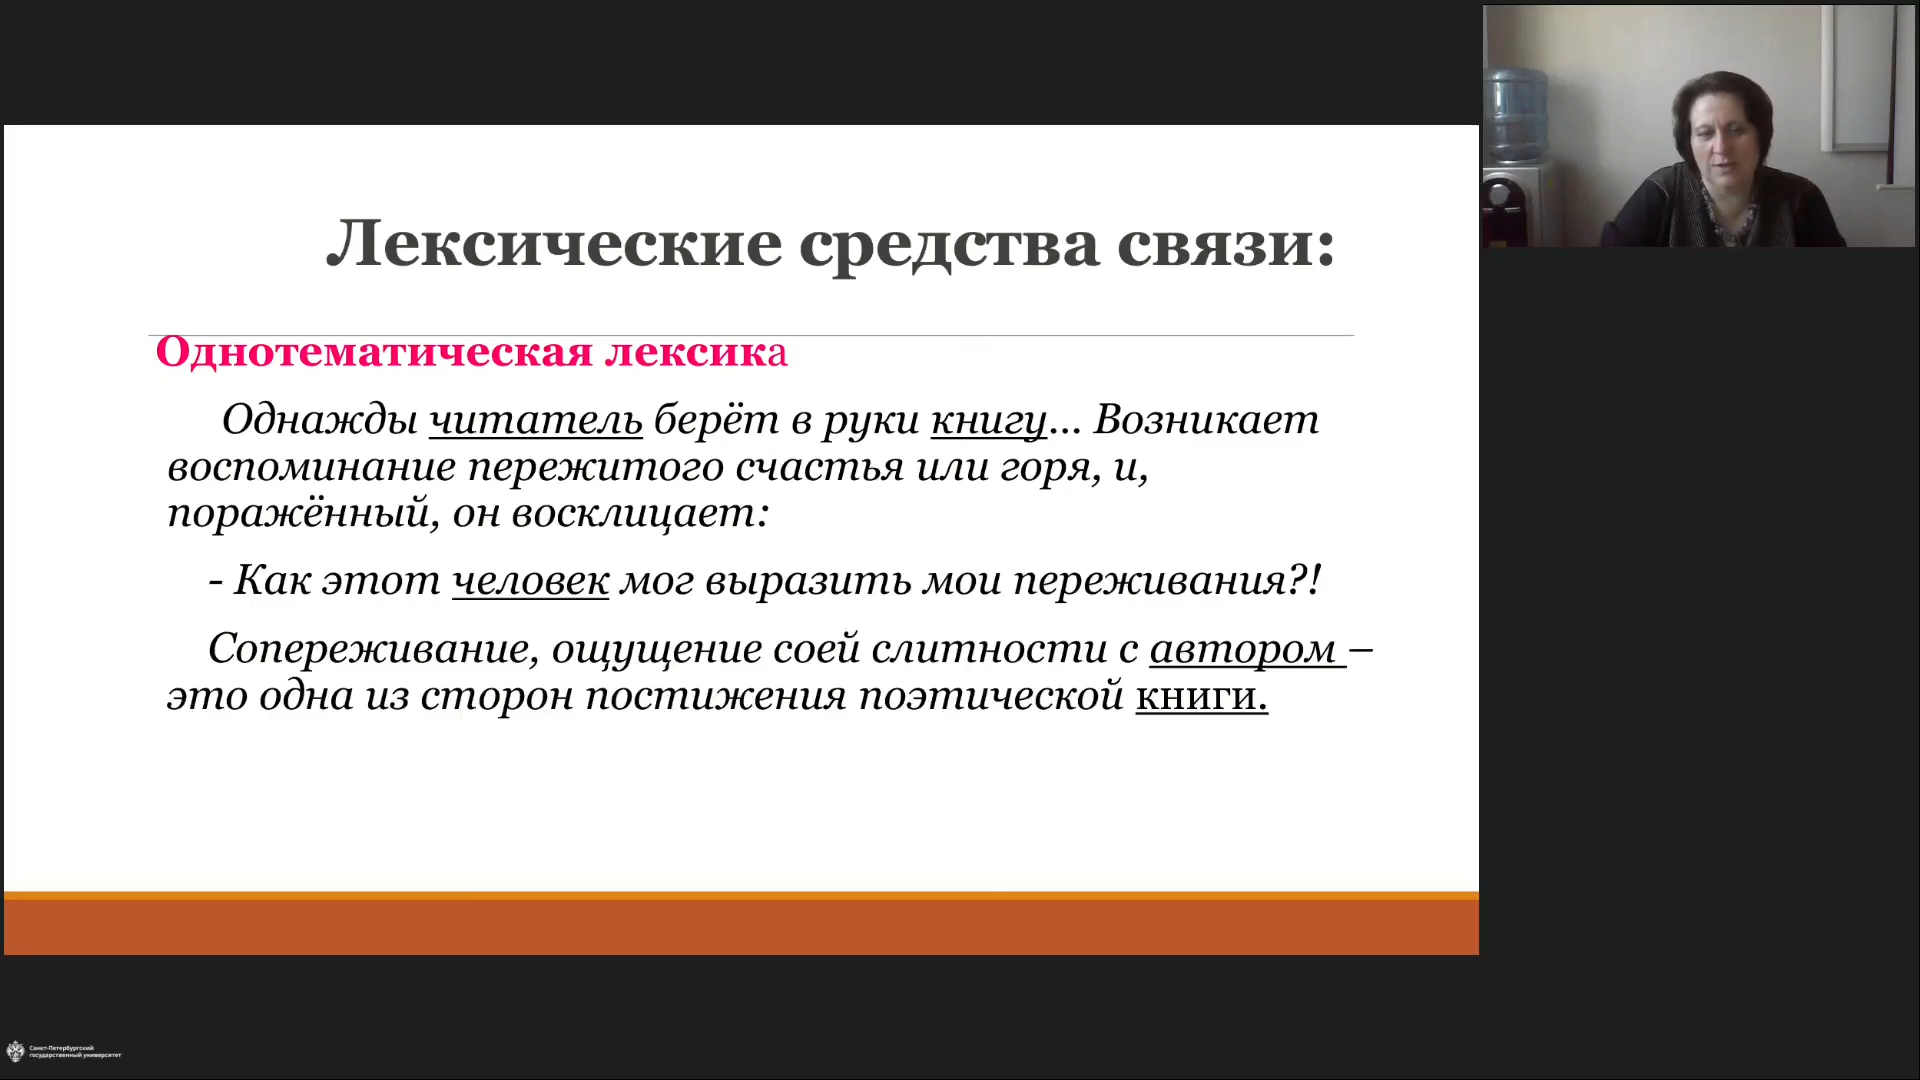 Лексические средства связи:
Однотематическая лексика
Однажды читатель берёт в руки книгу... Возникает
воспоминание пережитого счастья или горя, и,
поражённый, он восклицает:
- Как этот человек мог выразить мои переживания?!
Сопереживание, ощущение соей слитности с автором –
это одна из сторон постижения поэтической книги.
Санкт-Петербургский
государственный университет